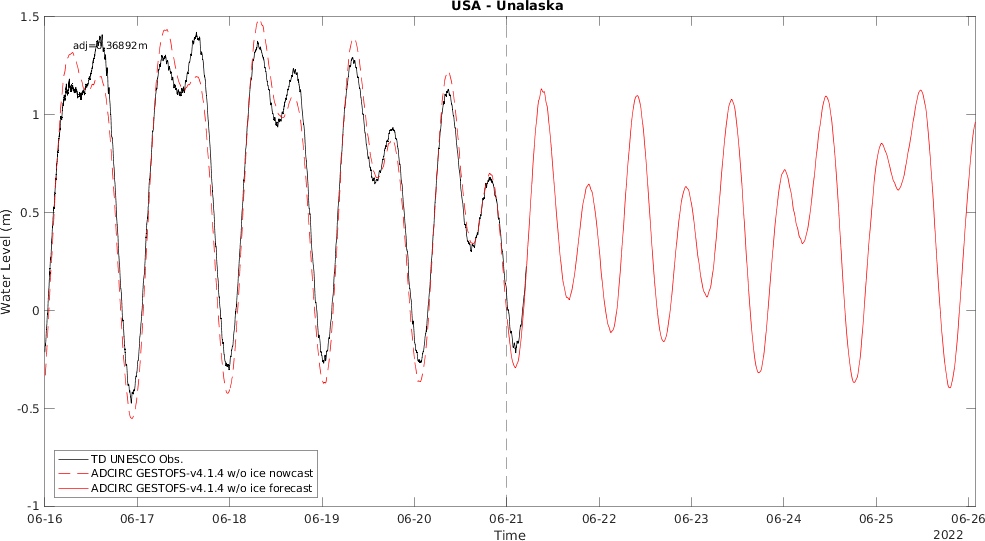 USA - Unalaska
adj=0.36892m
1.5
1
0.5
0
-0.5
-1
Water Level (m)
TD UNESCO Obs.
ADCIRC GESTOFS-v4.1.4 w/o ice nowcast
ADCIRC GESTOFS-v4.1.4 w/o ice forecast
06-16 06-17 06-18 06-19 06-20 06-21 06-22 06-23 06-24 06-25 06-26
Time
2022